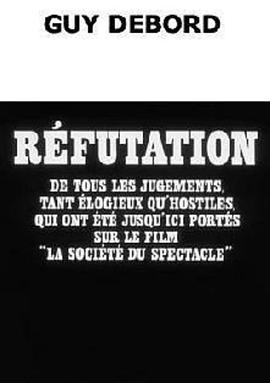 GUY DEBORD
RÉFUTATION
DE TOUS LES JUGEMENTS,
TANT ÉLOGIEUX QU'HOSTILES,
QUI ONT ÉTÉ JUSQU'ICI PORTÉS
SUR LE FILM
"LA SOCIÉTÉ DU SPECTACLE"